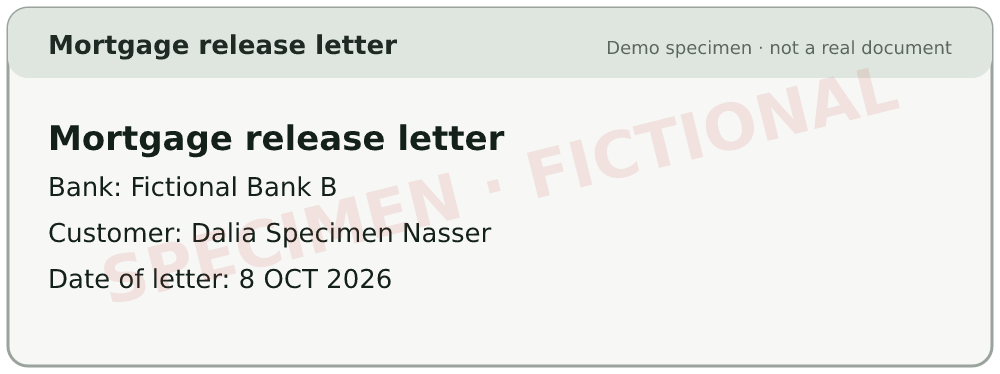 Mortgage release letter
Demo specimen · not a real document
Mortgage release letter
Bank: Fictional Bank B
Customer: Dalia Specimen Nasser
Date of letter: 8 OCT 2026
SPECIMEN · FICTIONAL